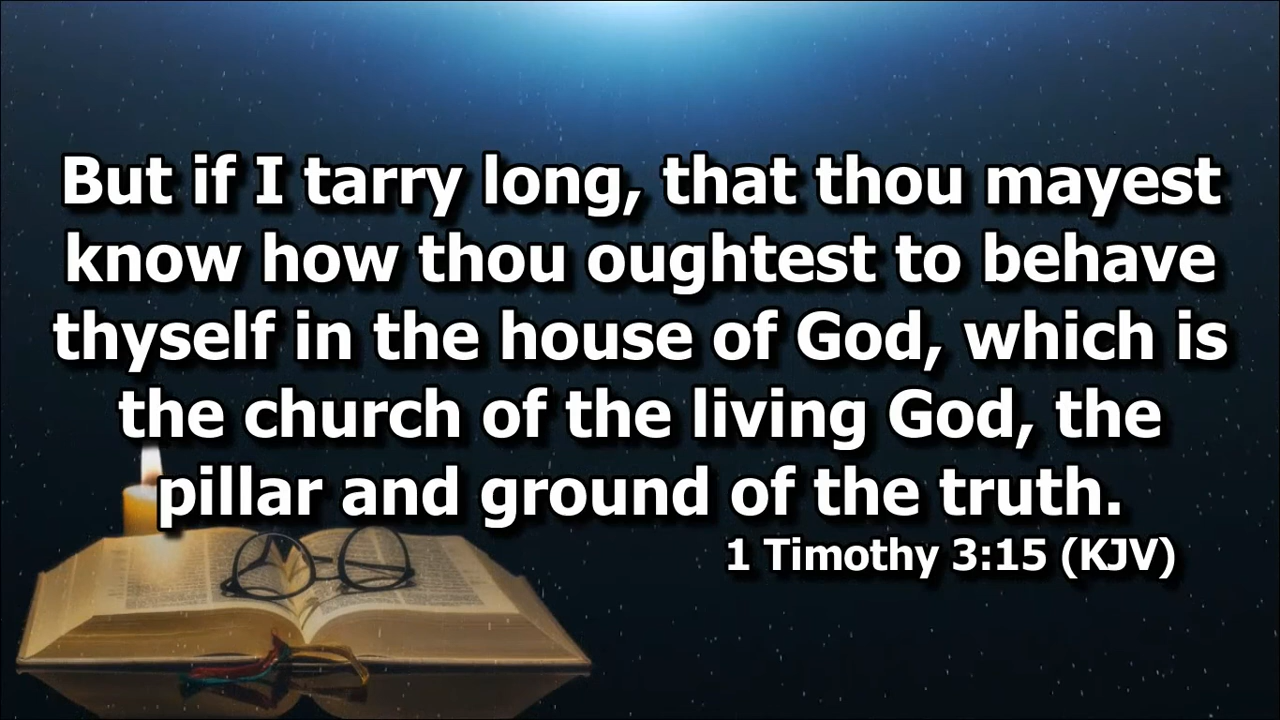 But if I tarry long, that thou mayest
know how thou oughtest to behave
thyself in the house of God, which is
the church of the living God, the
pillar and ground of the truth.
1 Timothy 3:15 (KJV)